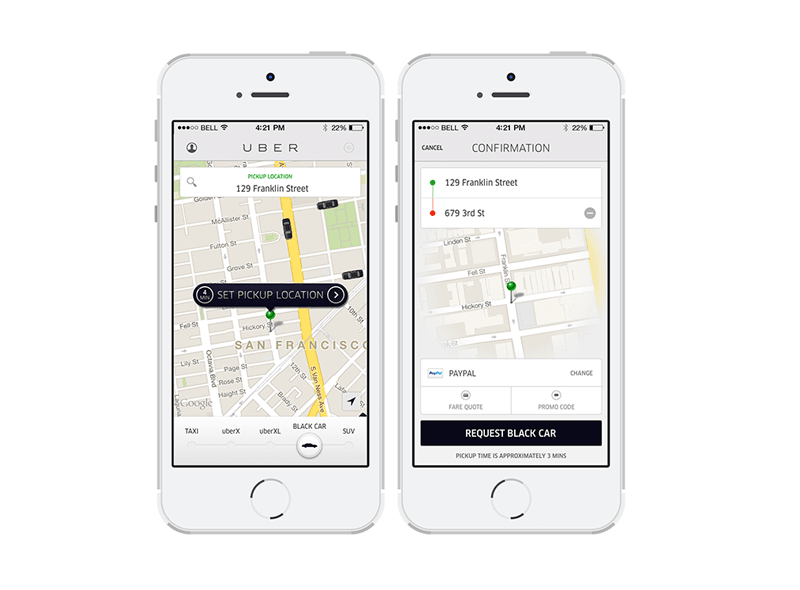 BELL 4:21 PM 22%
UBER
PICKUP LOCATION
129 Franklin Street
Golden
McAllister St
Fulton St
Grove St
4 MIN SET PICKUP LOCATION
Fell St
Hickory
10th St
SAN FRANCISCO
Lily St
Octavia Blvd
Page St
Rose St
Haight St
Brady St
S Van Ness Ave
Lafa
Laguna
Google
TAXI uberX uberXL BLACK CAR SUV
BELL 4:21 PM 22%
CANCEL CONFIRMATION
129 Franklin Street
679 3rd St
Linden St
Franklin St
Fell St
Hickory St
PayPal PAYPAL CHANGE
FARE QUOTE PROMO CODE
REQUEST BLACK CAR
PICKUP TIME IS APPROXIMATELY 3 MINS